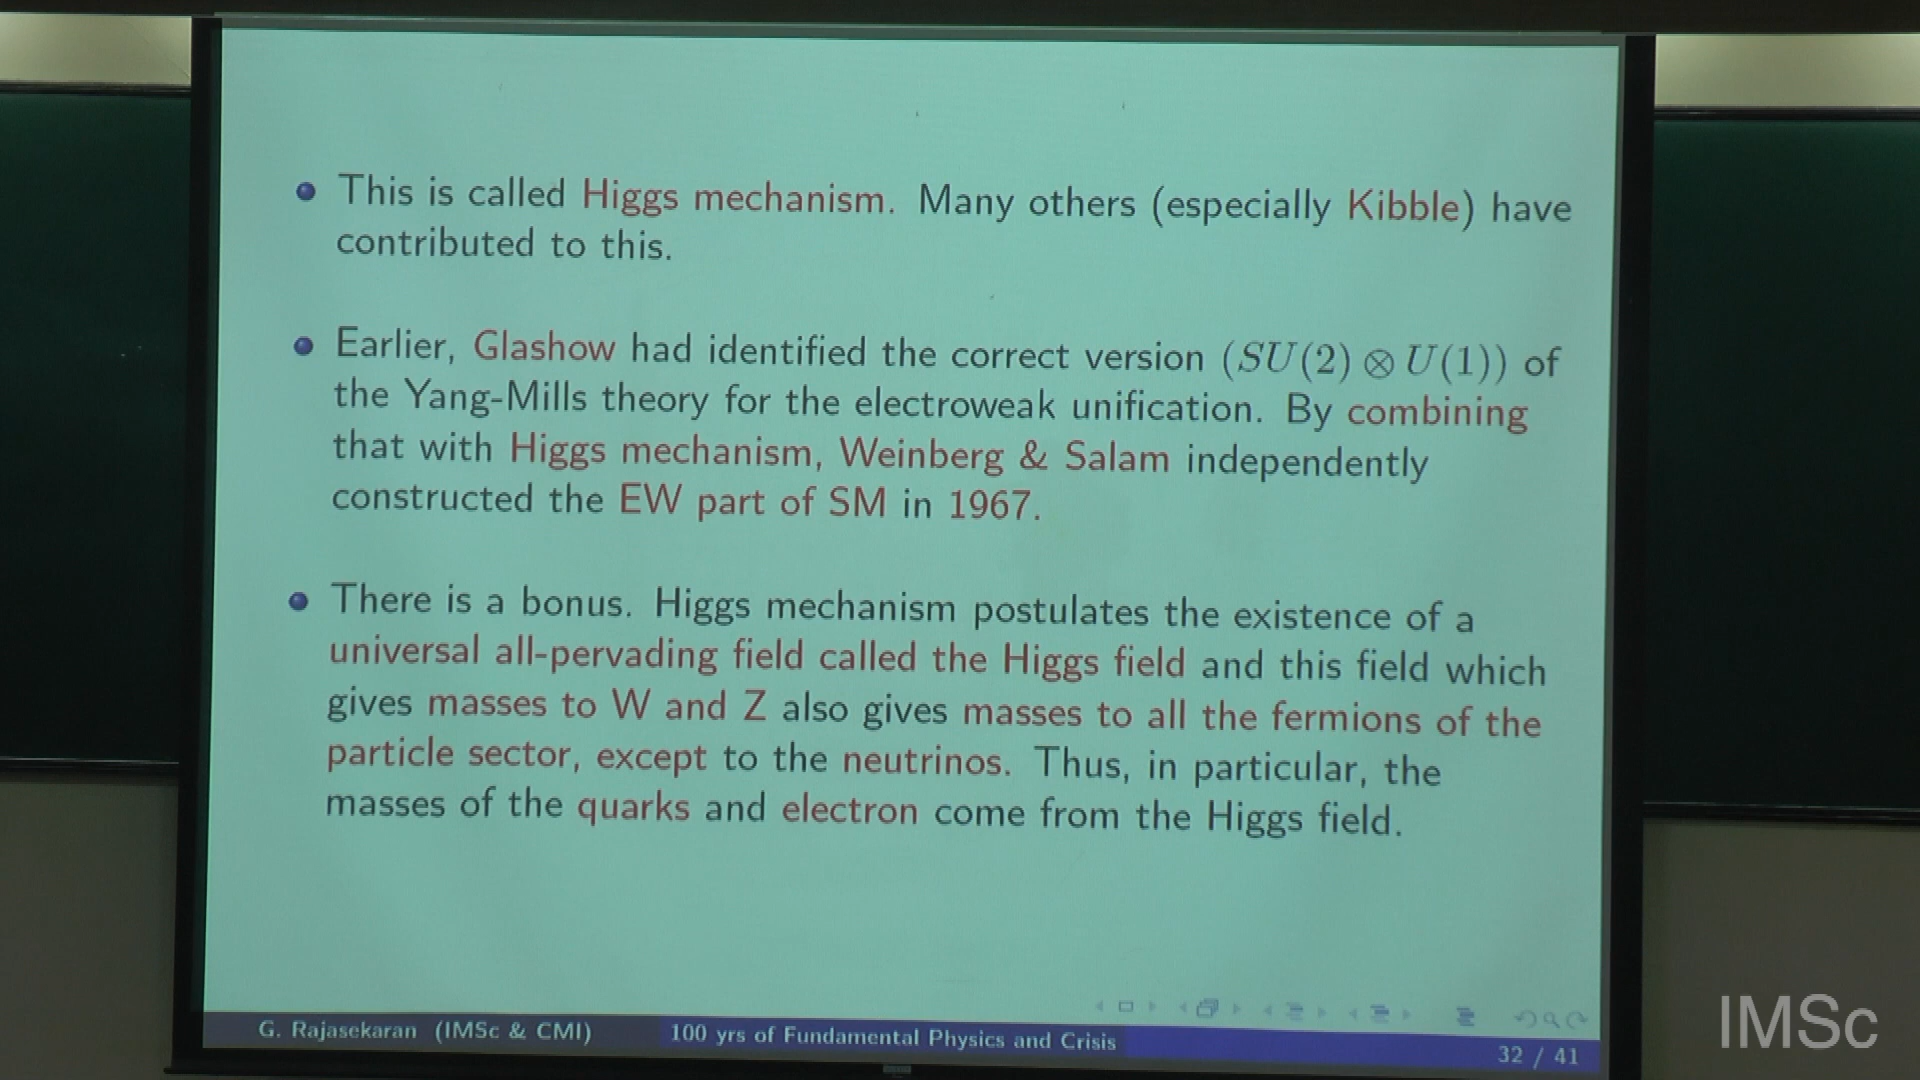 This is called Higgs mechanism. Many others (especially Kibble) have
contributed to this.
Earlier, Glashow had identified the correct version (SU(2) ⊗ U(1)) of
the Yang-Mills theory for the electroweak unification. By combining
that with Higgs mechanism, Weinberg & Salam independently
constructed the EW part of SM in 1967.
There is a bonus. Higgs mechanism postulates the existence of a
universal all-pervading field called the Higgs field and this field which
gives masses to W and Z also gives masses to all the fermions of the
particle sector, except to the neutrinos. Thus, in particular, the
masses of the quarks and electron come from the Higgs field.
G. Rajasekaran (IMSc & CMI) 100 yrs of Fundamental Physics and Crisis 32 / 41
IMSc